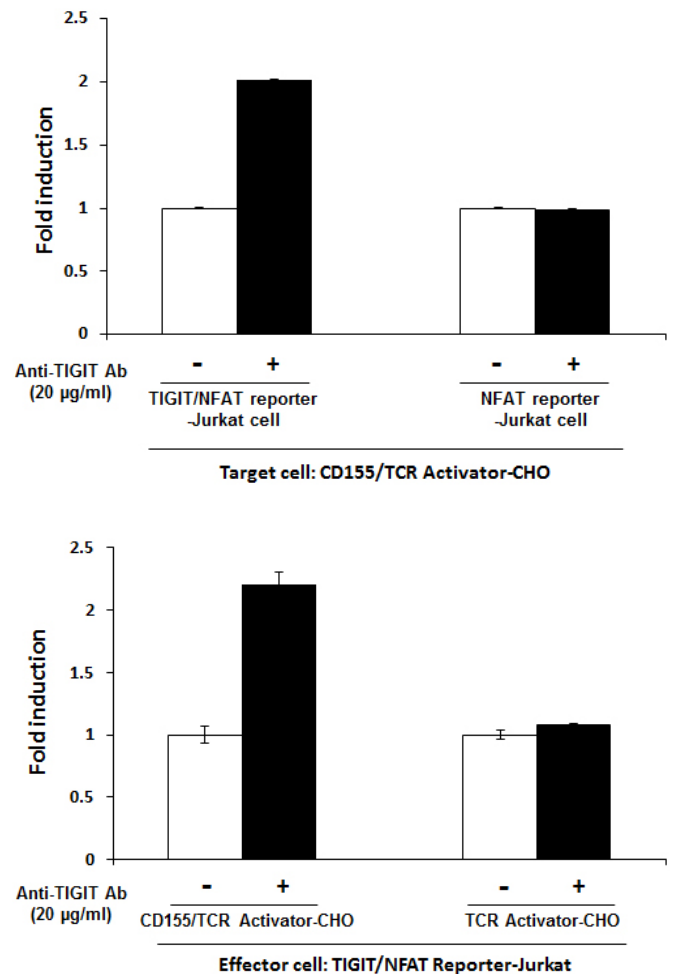 2.5
2
1.5
1
0.5
0
Fold induction
Anti-TIGIT Ab
(20 µg/ml)
- + - +
TIGIT/NFAT reporter
-Jurkat cell
NFAT reporter
-Jurkat cell
Target cell: CD155/TCR Activator-CHO
2.5
2
1.5
1
0.5
0
Fold induction
Anti-TIGIT Ab
(20 µg/ml)
- + - +
CD155/TCR Activator-CHO
TCR Activator-CHO
Effector cell: TIGIT/NFAT Reporter-Jurkat